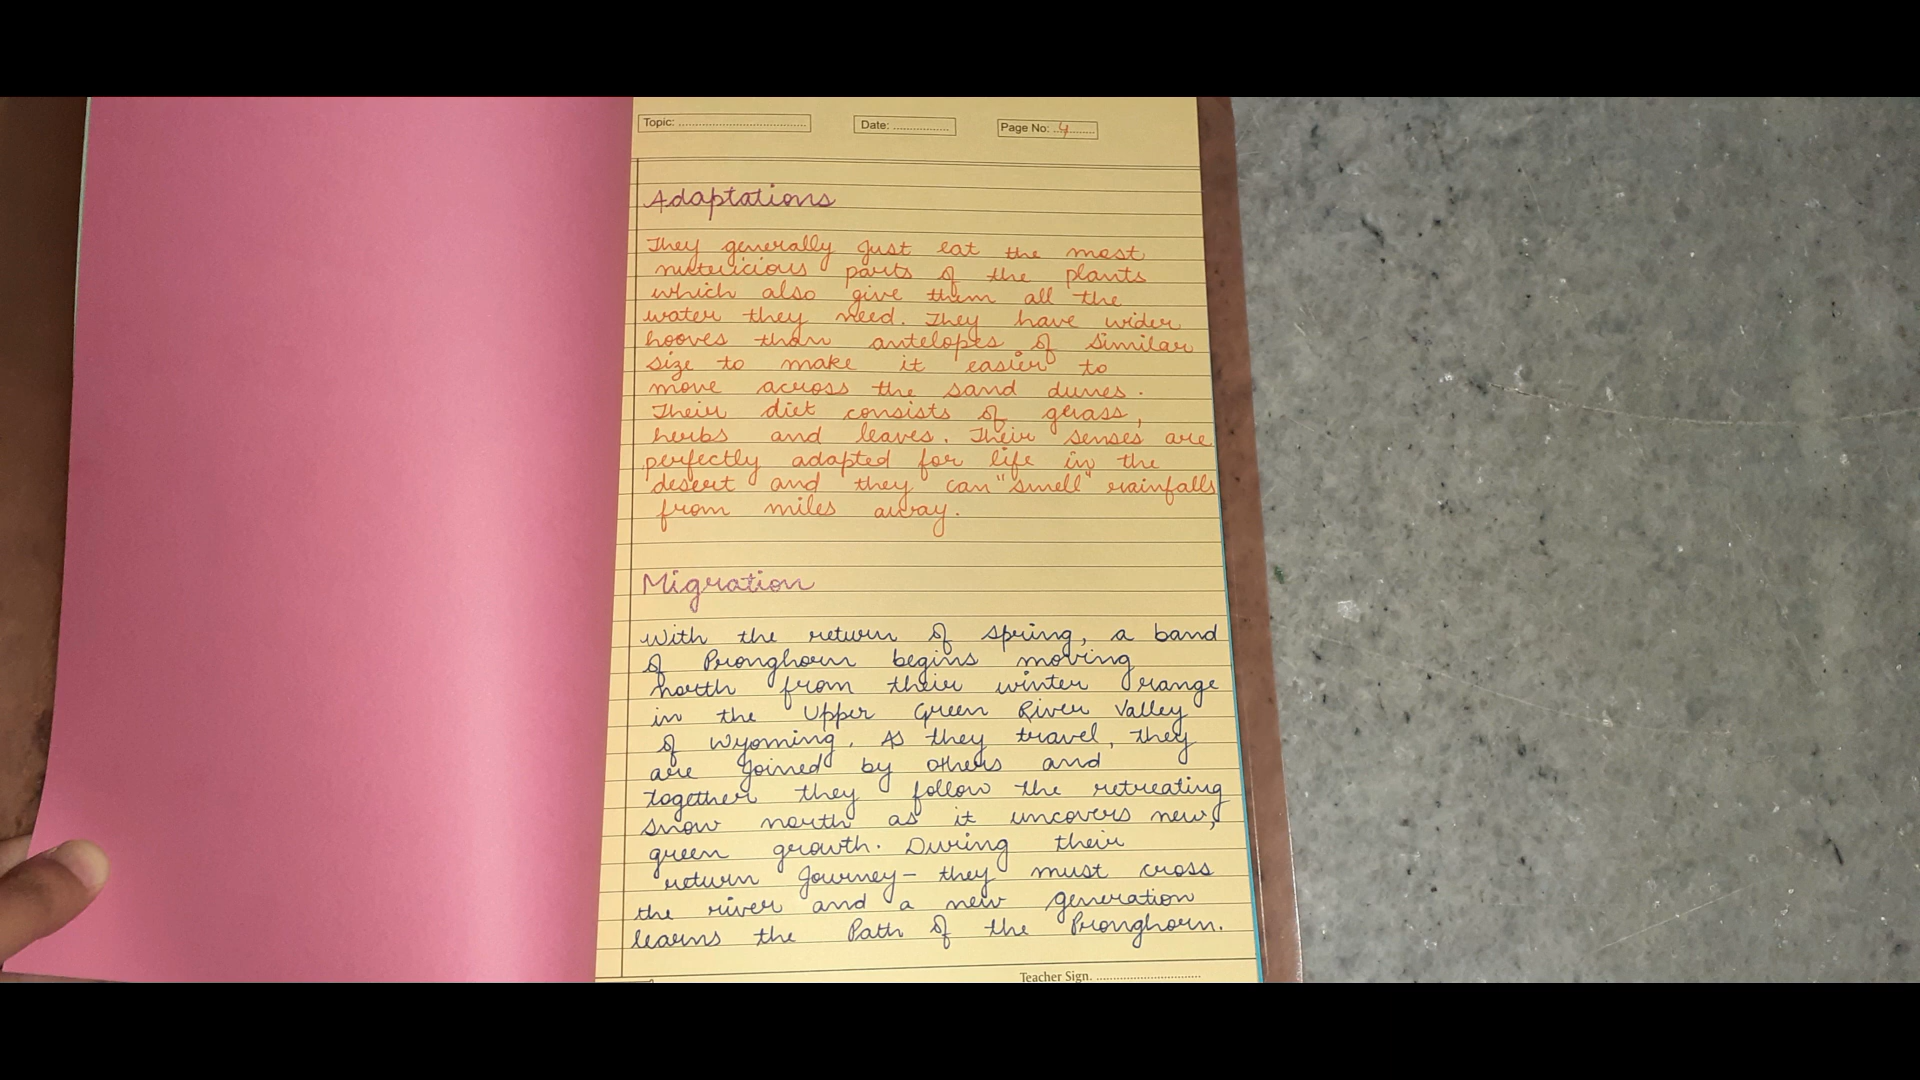 Topic: ....................................... Date: ................. Page No: ..4.........
Adaptations
They generally just eat the most
nutricious parts of the plants
which also give them all the
water they need. They have wider
hooves than antelopes of similar
size to make it easier to
move across the sand dunes.
Their diet consists of grass,
herbs and leaves. Their senses are
perfectly adapted for life in the
desert and they can "smell" rainfalls
from miles away.
Migration
With the return of spring, a band
of Pronghorn begins moving
north from their winter range
in the Upper Green River Valley
of Wyoming. As they travel, they
are joined by others and
together they follow the retreating
snow north as it uncovers new,
green growth. During their
return journey- they must cross
the river and a new generation
learns the Path of the Pronghorn.
Teacher Sign. ................................